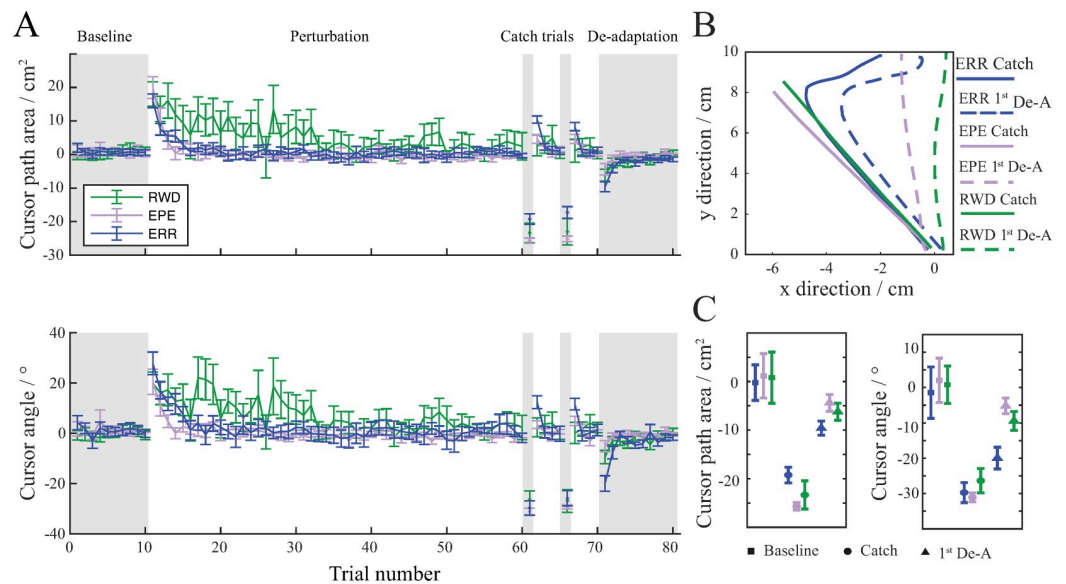 A
Baseline
Perturbation
Catch trials
De-adaptation
Cursor path area / cm²
20
10
0
-10
-20
-30
RWD
EPE
ERR
Cursor angle / °
40
20
0
-20
-40
0
10
20
30
40
50
60
70
80
Trial number
B
y direction / cm
10
8
6
4
2
0
-6
-4
-2
0
x direction / cm
ERR Catch
ERR 1st De-A
EPE Catch
EPE 1st De-A
RWD Catch
RWD 1st De-A
C
Cursor path area / cm²
0
-10
-20
Cursor angle / °
10
0
-10
-20
-30
Baseline
Catch
1st De-A